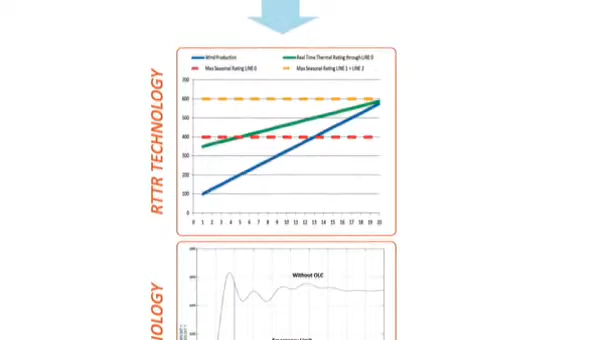 Wind Production
Real Time Thermal Rating through LINE 0
Max Seasonal Rating LINE 0
Max Seasonal Rating LINE 1 + LINE 2
RTTR TECHNOLOGY
700
600
500
400
300
200
100
0
0 1 2 3 4 5 6 7 8 9 10 11 12 13 14 15 16 17 18 19 20
Without OLC
NOLOGY